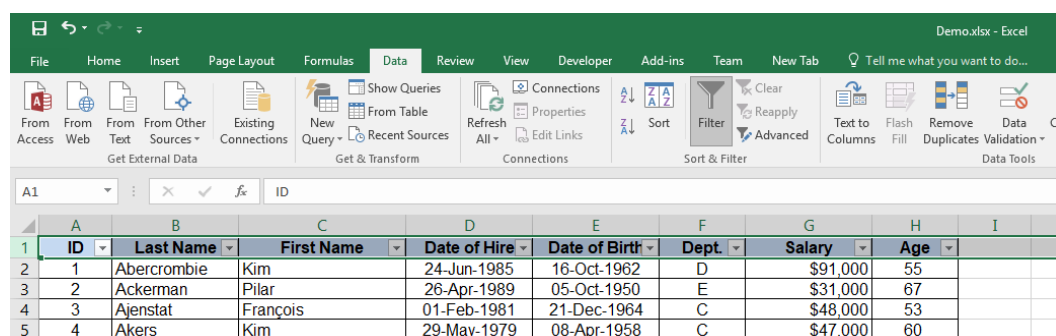 Demo.xlsx - Excel
File Home Insert Page Layout Formulas Data Review View Developer Add-ins Team New Tab Tell me what you want to do...
From Access
From Web
From Text
From Other Sources
Existing Connections
Get External Data
New Query
Show Queries
From Table
Recent Sources
Get & Transform
Refresh All
Connections
Properties
Edit Links
Connections
Sort
Filter
Clear
Reapply
Advanced
Sort & Filter
Text to Columns
Flash Fill
Remove Duplicates
Data Validation
Data Tools
A1 fx ID
A B C D E F G H I
1 ID Last Name First Name Date of Hire Date of Birth Dept. Salary Age
2 1 Abercrombie Kim 24-Jun-1985 16-Oct-1962 D $91,000 55
3 2 Ackerman Pilar 26-Apr-1989 05-Oct-1950 E $31,000 67
4 3 Ajenstat François 01-Feb-1981 21-Dec-1964 C $48,000 53
5 4 Akers Kim 29-May-1979 08-Apr-1958 C $47,000 60